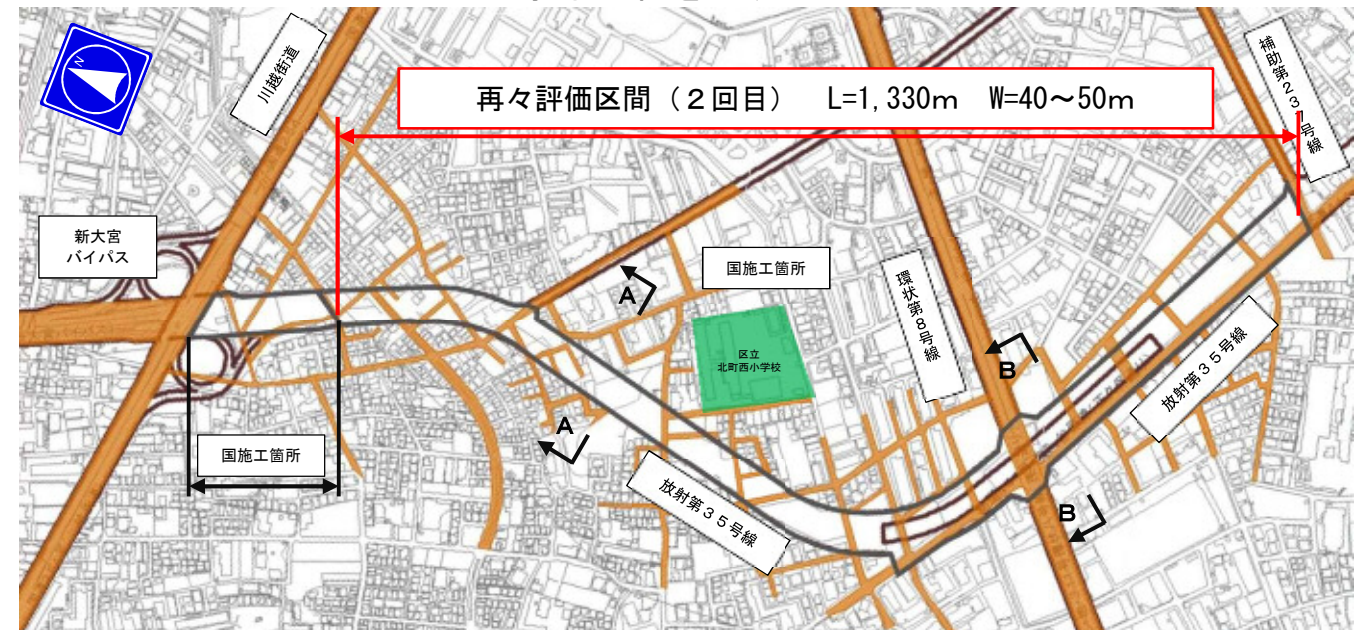 N
川越街道
再々評価区間（２回目）　L=1,330m　W=40～50m
補助第２３７号線
新大宮
バイパス
国施工箇所
A
環状第８号線
区立
北町西小学校
B
放射第３５号線
A
国施工箇所
放射第３５号線
B